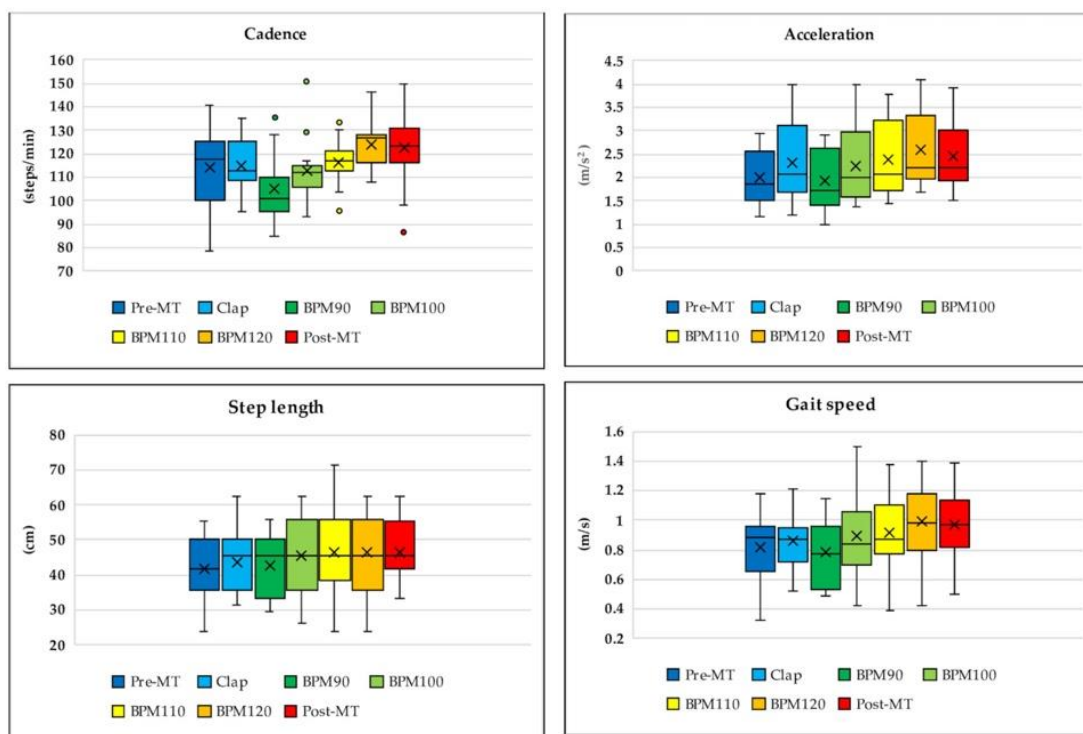 Cadence
(steps/min)
160
150
140
130
120
110
100
90
80
70
Pre-MT Clap BPM90 BPM100
BPM110 BPM120 Post-MT
Acceleration
(m/s²)
4.5
4
3.5
3
2.5
2
1.5
1
0.5
0
Pre-MT Clap BPM90 BPM100
BPM110 BPM120 Post-MT
Step length
(cm)
80
70
60
50
40
30
20
Pre-MT Clap BPM90 BPM100
BPM110 BPM120 Post-MT
Gait speed
(m/s)
1.6
1.4
1.2
1
0.8
0.6
0.4
0.2
Pre-MT Clap BPM90 BPM100
BPM110 BPM120 Post-MT